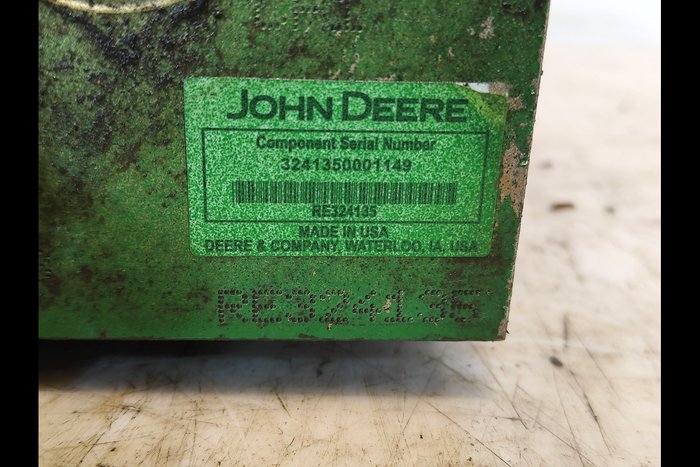 JOHN DEERE
Component Serial Number
3241350001149
RE324135
MADE IN USA
DEERE & COMPANY, WATERLOO, IA, USA
RE324135